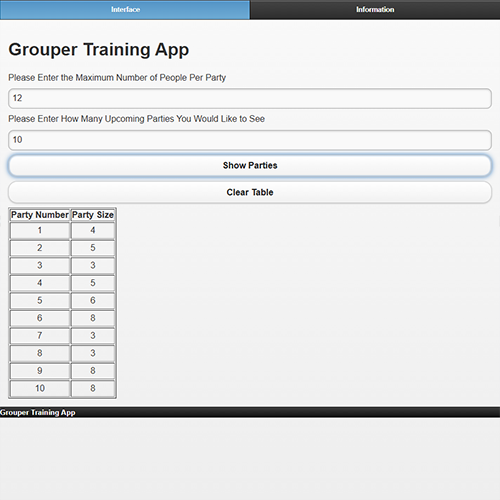 Interface Information
Grouper Training App
Please Enter the Maximum Number of People Per Party
12
Please Enter How Many Upcoming Parties You Would Like to See
10
Show Parties
Clear Table
Party Number Party Size
1 4
2 5
3 3
4 5
5 6
6 8
7 3
8 3
9 8
10 8
Grouper Training App